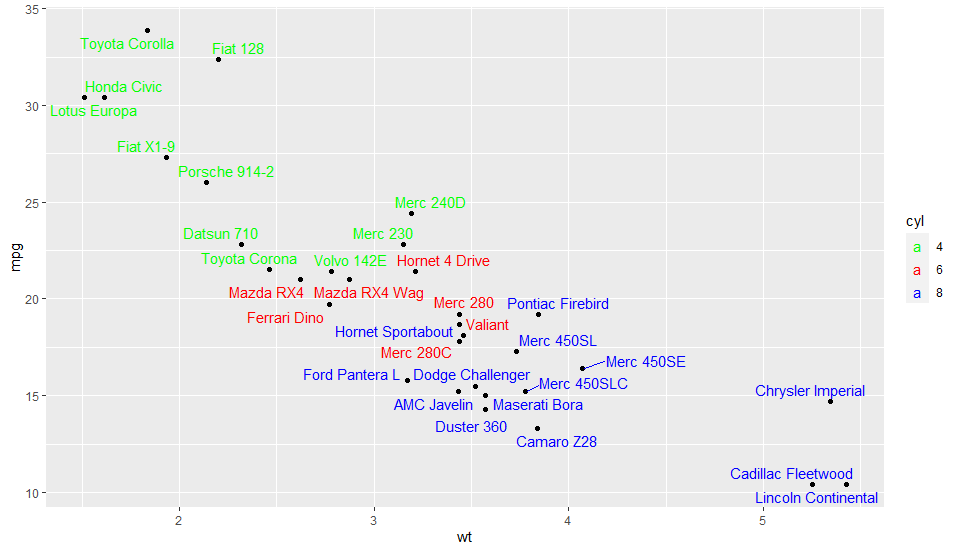 35
Toyota Corolla
Fiat 128
Honda Civic
30
Lotus Europa
Fiat X1-9
Porsche 914-2
25
Merc 240D
Datsun 710
Merc 230
Toyota Corona
Volvo 142E
Hornet 4 Drive
mpg
20
Mazda RX4
Mazda RX4 Wag
Merc 280
Pontiac Firebird
Ferrari Dino
Valiant
Hornet Sportabout
Merc 450SL
Merc 280C
Merc 450SE
Ford Pantera L
Dodge Challenger
Merc 450SLC
15
Chrysler Imperial
AMC Javelin
Maserati Bora
Duster 360
Camaro Z28
Cadillac Fleetwood
10
Lincoln Continental
2 3 4 5
wt
cyl
a 4
a 6
a 8